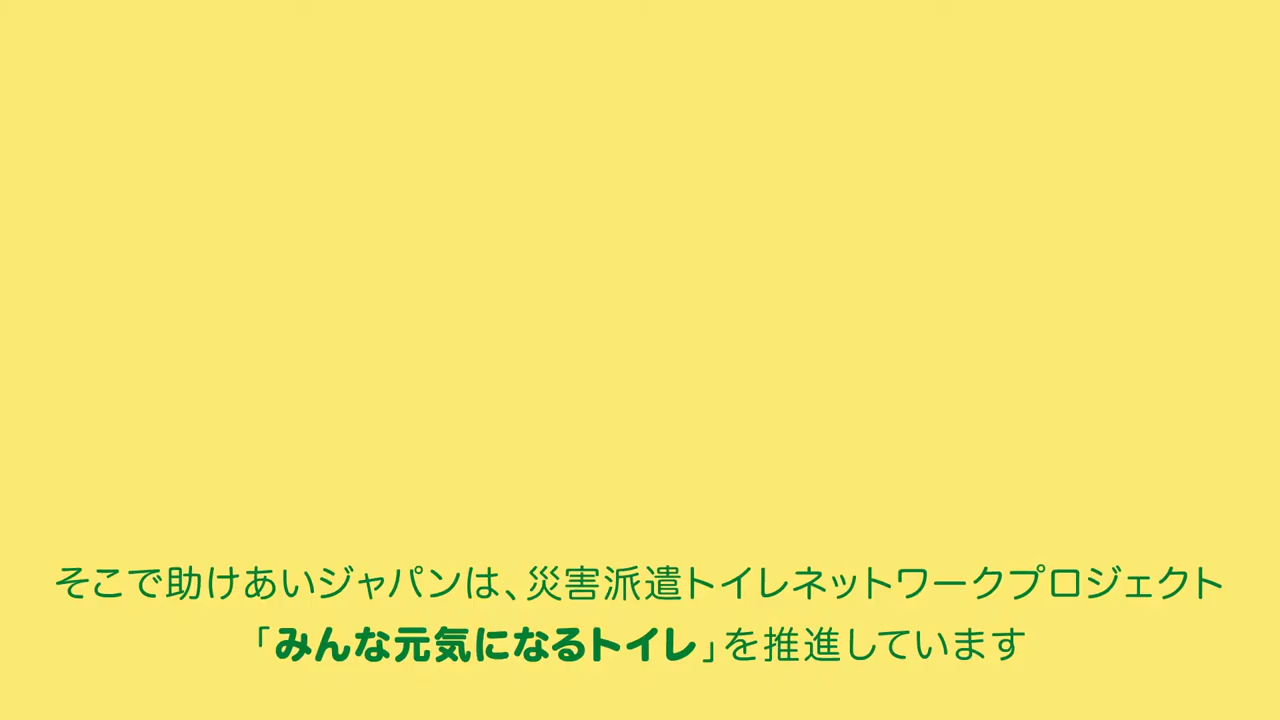 そこで助けあいジャパンは、災害派遣トイレネットワークプロジェクト
「みんな元気になるトイレ」を推進しています